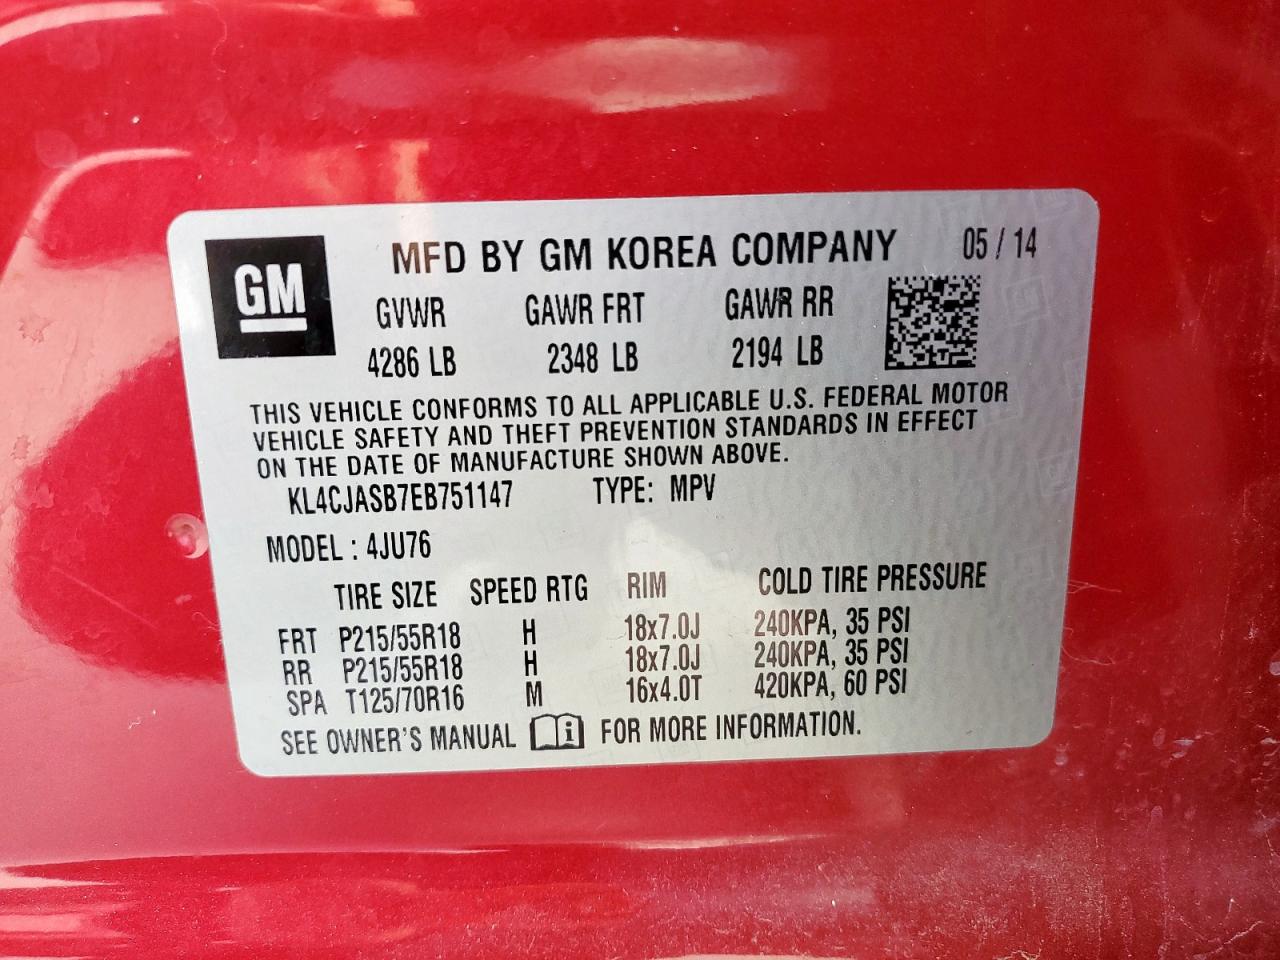 GM
MFD BY GM KOREA COMPANY 05 / 14
GVWR GAWR FRT GAWR RR
4286 LB 2348 LB 2194 LB
THIS VEHICLE CONFORMS TO ALL APPLICABLE U.S. FEDERAL MOTOR
VEHICLE SAFETY AND THEFT PREVENTION STANDARDS IN EFFECT
ON THE DATE OF MANUFACTURE SHOWN ABOVE.
KL4CJASB7EB751147 TYPE: MPV
MODEL : 4JU76
TIRE SIZE SPEED RTG RIM COLD TIRE PRESSURE
FRT P215/55R18 H 18x7.0J 240KPA, 35 PSI
RR P215/55R18 H 18x7.0J 240KPA, 35 PSI
SPA T125/70R16 M 16x4.0T 420KPA, 60 PSI
SEE OWNER'S MANUAL FOR MORE INFORMATION.